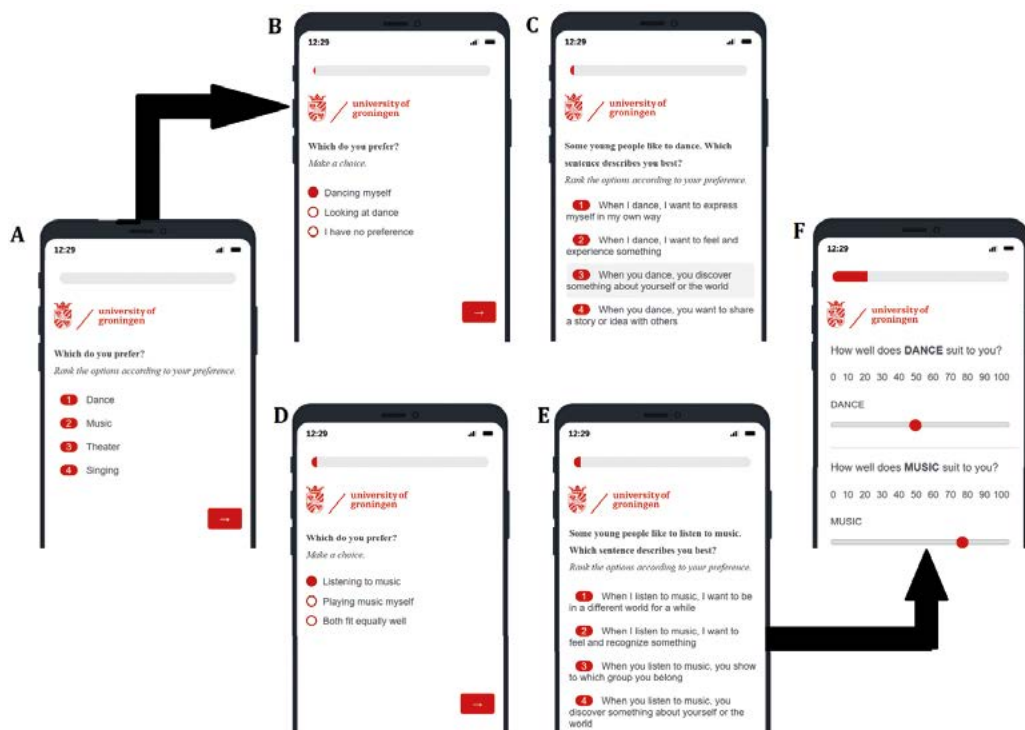 A
12:29
university of
groningen
Which do you prefer?
Rank the options according to your preference.
1 Dance
2 Music
3 Theater
4 Singing
→
B
12:29
university of
groningen
Which do you prefer?
Make a choice.
Dancing myself
Looking at dance
I have no preference
→
C
12:29
university of
groningen
Some young people like to dance. Which
sentence describes you best?
Rank the options according to your preference.
1 When I dance, I want to express
myself in my own way
2 When I dance, I want to feel and
experience something
3 When you dance, you discover
something about yourself or the world
4 When you dance, you want to share
a story or idea with others
D
12:29
university of
groningen
Which do you prefer?
Make a choice.
Listening to music
Playing music myself
Both fit equally well
→
E
12:29
university of
groningen
Some young people like to listen to music.
Which sentence describes you best?
Rank the options according to your preference.
1 When I listen to music, I want to be
in a different world for a while
2 When I listen to music, I want to
feel and recognize something
3 When you listen to music, you show
to which group you belong
4 When you listen to music, you
discover something about yourself or the
world
F
12:29
university of
groningen
How well does DANCE suit to you?
0 10 20 30 40 50 60 70 80 90 100
DANCE
How well does MUSIC suit to you?
0 10 20 30 40 50 60 70 80 90 100
MUSIC